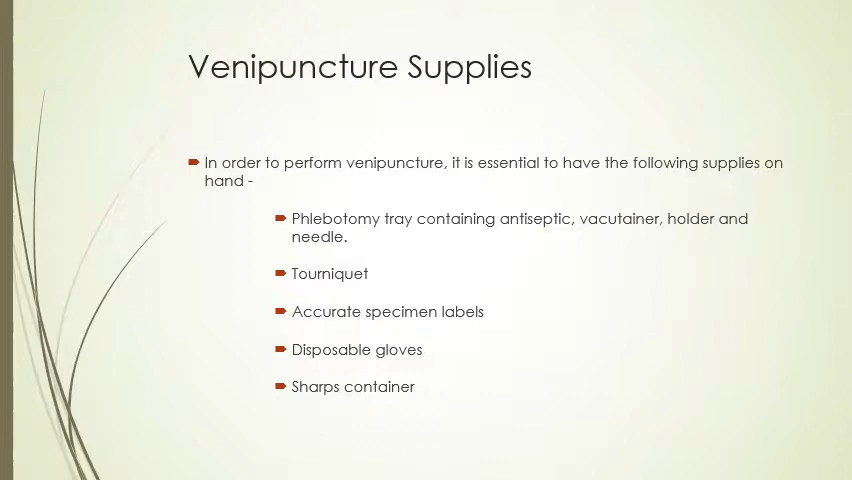 Venipuncture Supplies
In order to perform venipuncture, it is essential to have the following supplies on
hand -
Phlebotomy tray containing antiseptic, vacutainer, holder and
needle.
Tourniquet
Accurate specimen labels
Disposable gloves
Sharps container